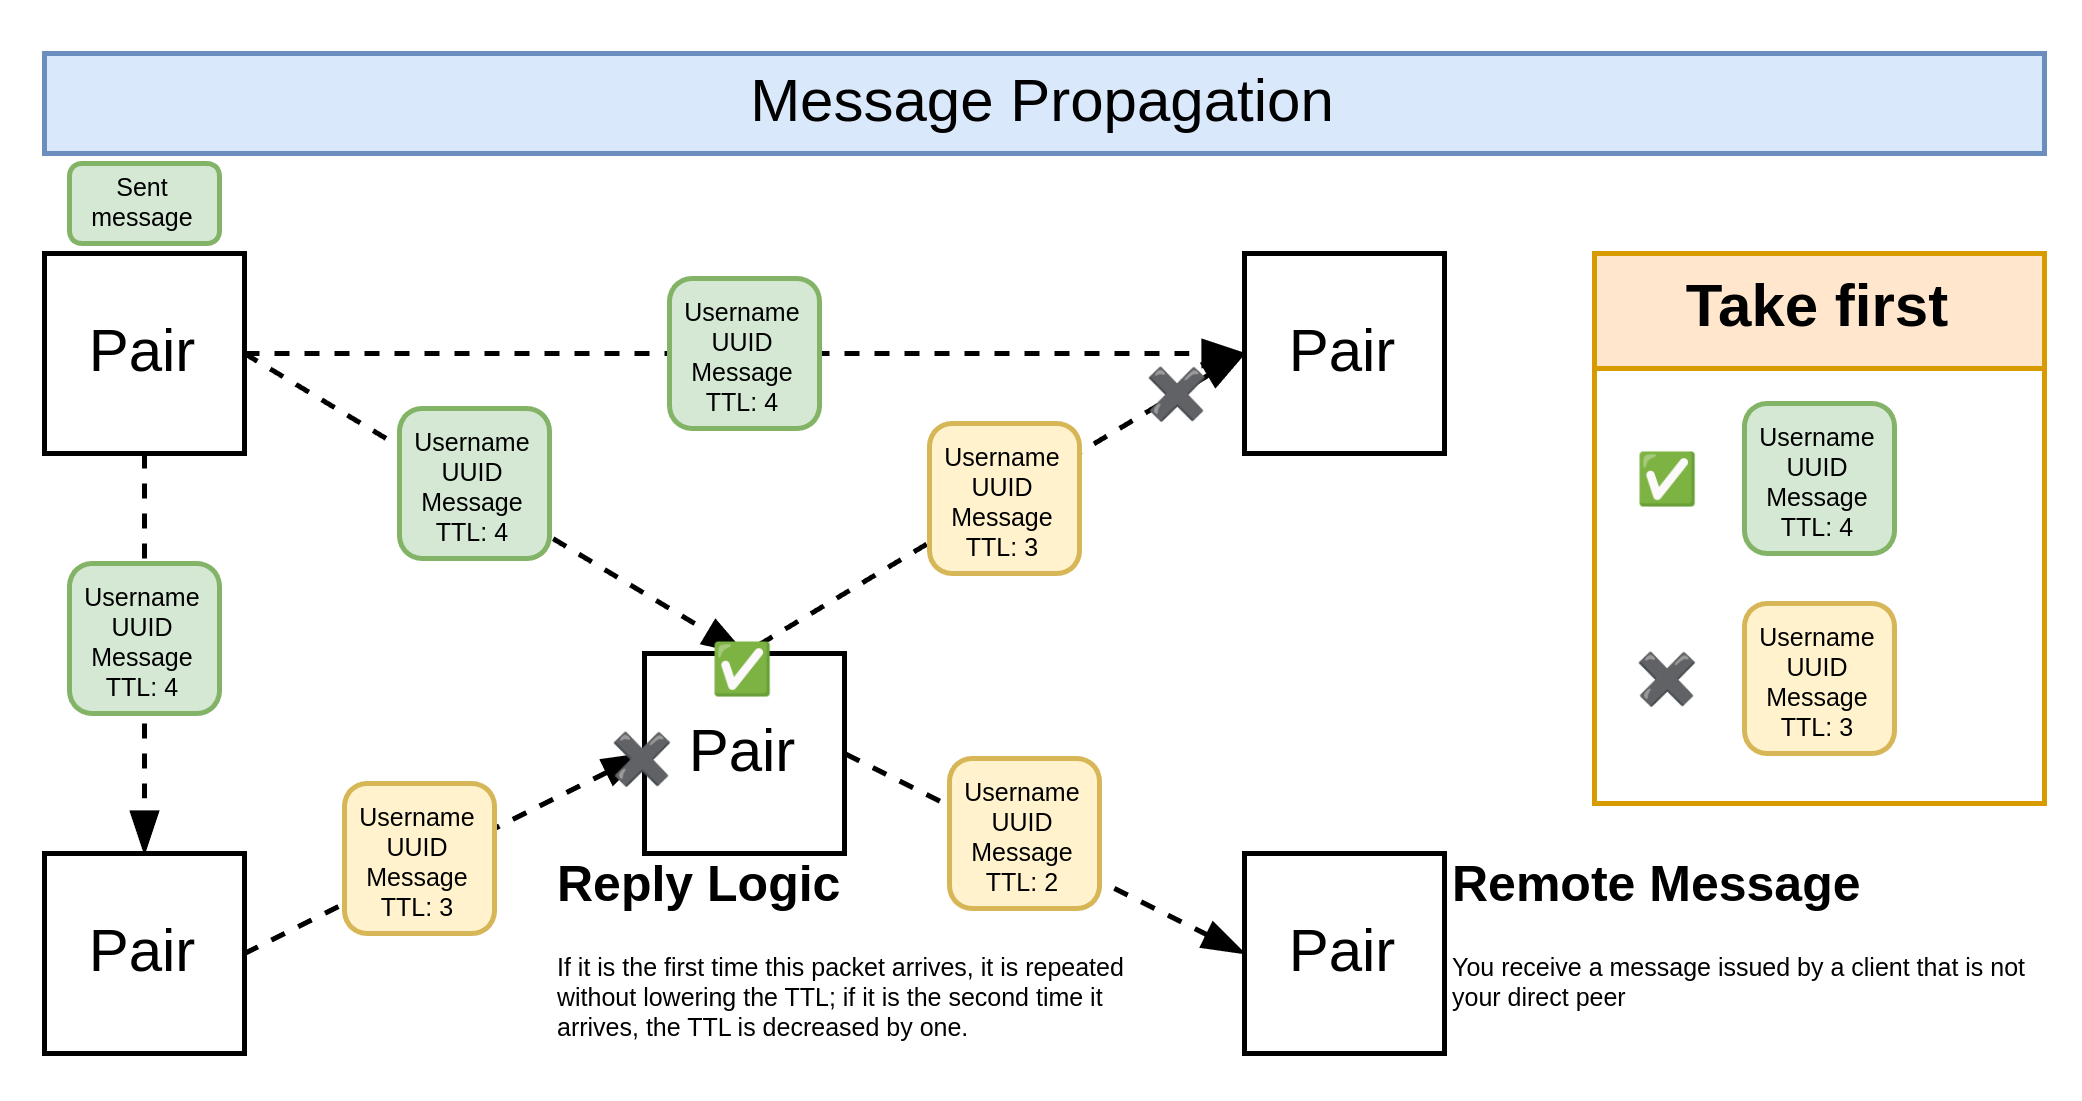 Message Propagation
Sent
message
Pair
Username
UUID
Message
TTL: 4
Pair
Take first
Username
UUID
Message
TTL: 4
Username
UUID
Message
TTL: 3
Username
UUID
Message
TTL: 4
Username
UUID
Message
TTL: 4
Username
UUID
Message
TTL: 3
Pair
Username
UUID
Message
TTL: 3
Username
UUID
Message
TTL: 2
Pair
Reply Logic
If it is the first time this packet arrives, it is repeated
without lowering the TTL; if it is the second time it
arrives, the TTL is decreased by one.
Pair
Remote Message
You receive a message issued by a client that is not
your direct peer